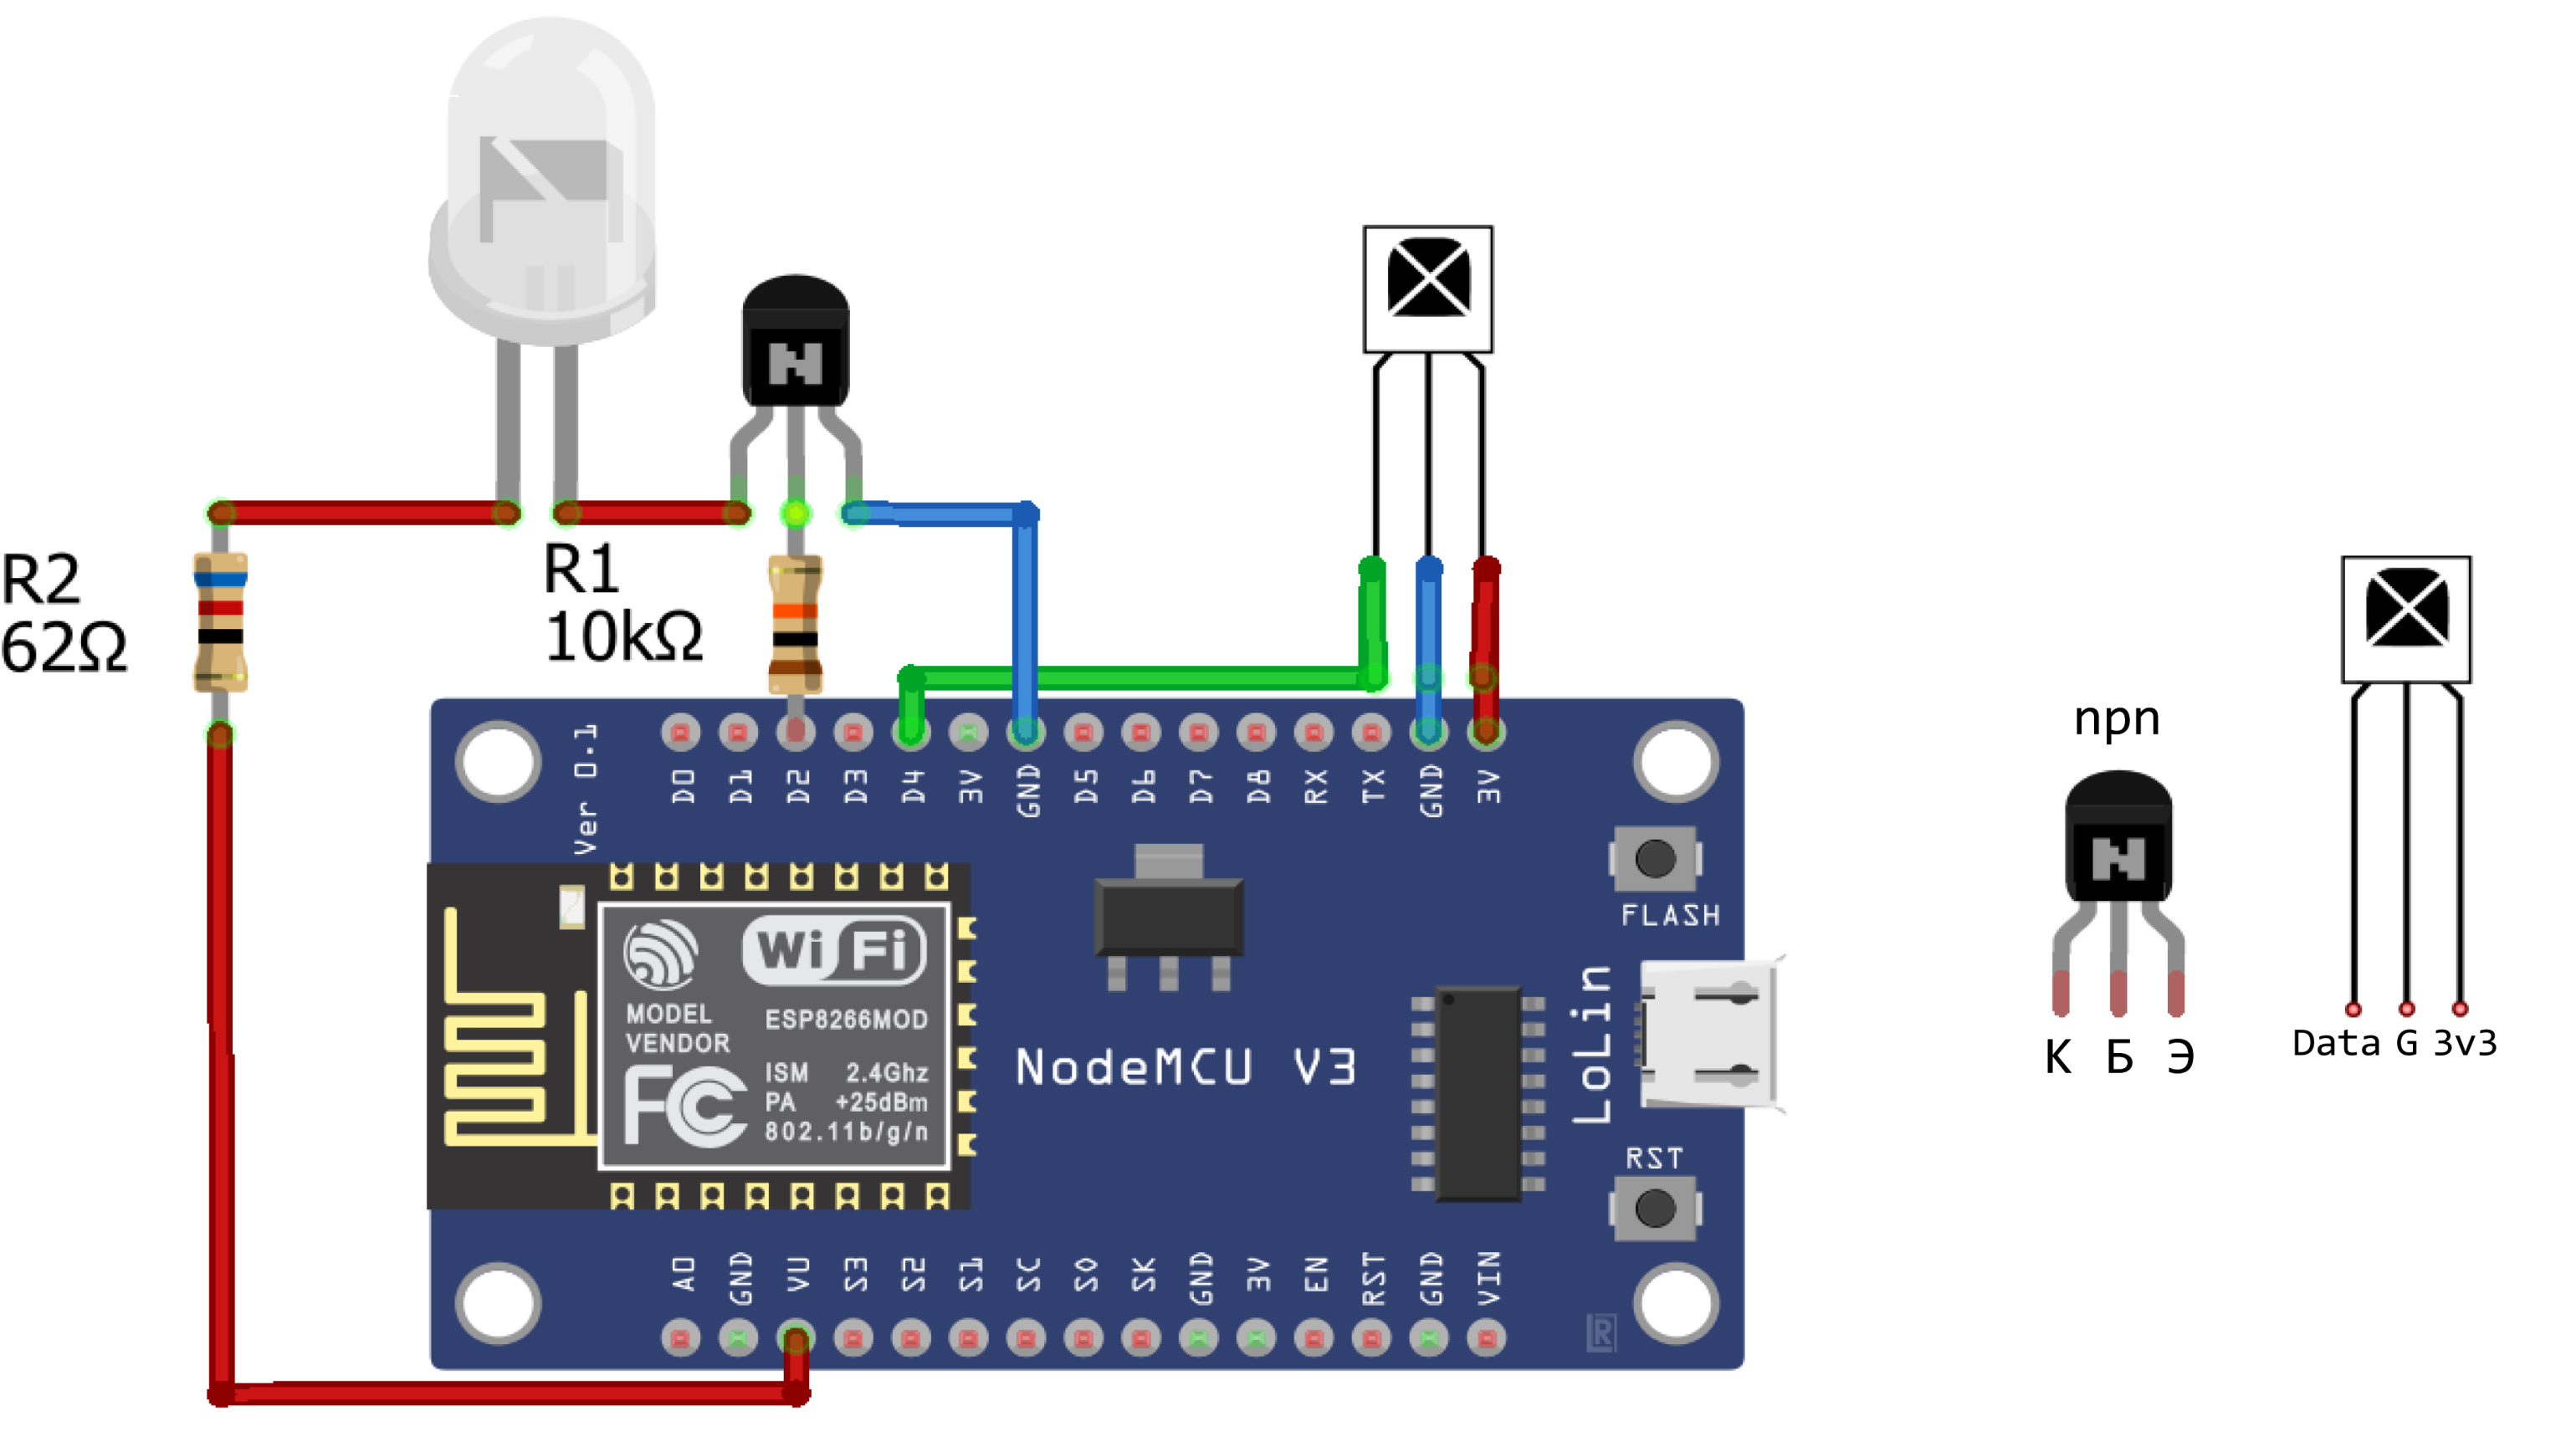 R2
62Ω
R1
10kΩ
N
Ver 0.1
D0
D1
D2
D3
D4
3V
GND
D5
D6
D7
D8
RX
TX
GND
3V
FLASH
WiFi
MODEL
VENDOR
ESP8266MOD
ISM 2.4Ghz
PA +25dBm
802.11b/g/n
FC
NodeMCU V3
LoLin
RST
A0
GND
VU
S3
S2
S1
SC
S0
SK
GND
3V
EN
RST
GND
VIN
R
npn
N
К Б Э
Data G 3v3